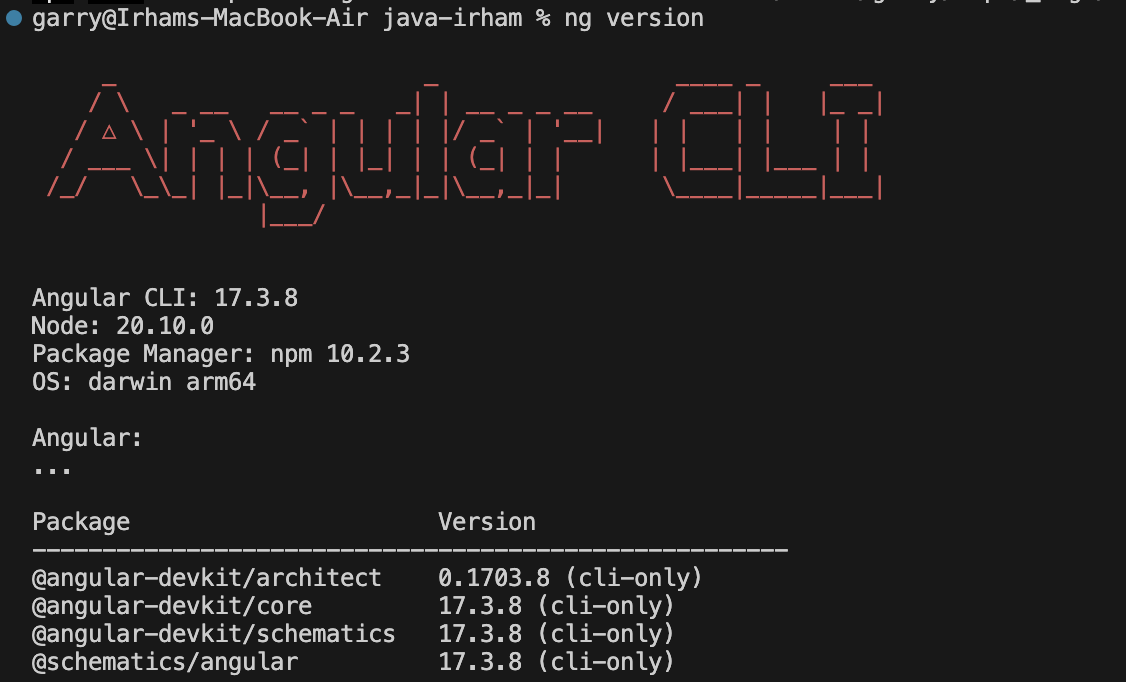 garry@Irhams-MacBook-Air java-irham % ng version
Angular CLI
Angular CLI: 17.3.8
Node: 20.10.0
Package Manager: npm 10.2.3
OS: darwin arm64
Angular:
...
Package Version
------------------------------------------------------
@angular-devkit/architect 0.1703.8 (cli-only)
@angular-devkit/core 17.3.8 (cli-only)
@angular-devkit/schematics 17.3.8 (cli-only)
@schematics/angular 17.3.8 (cli-only)